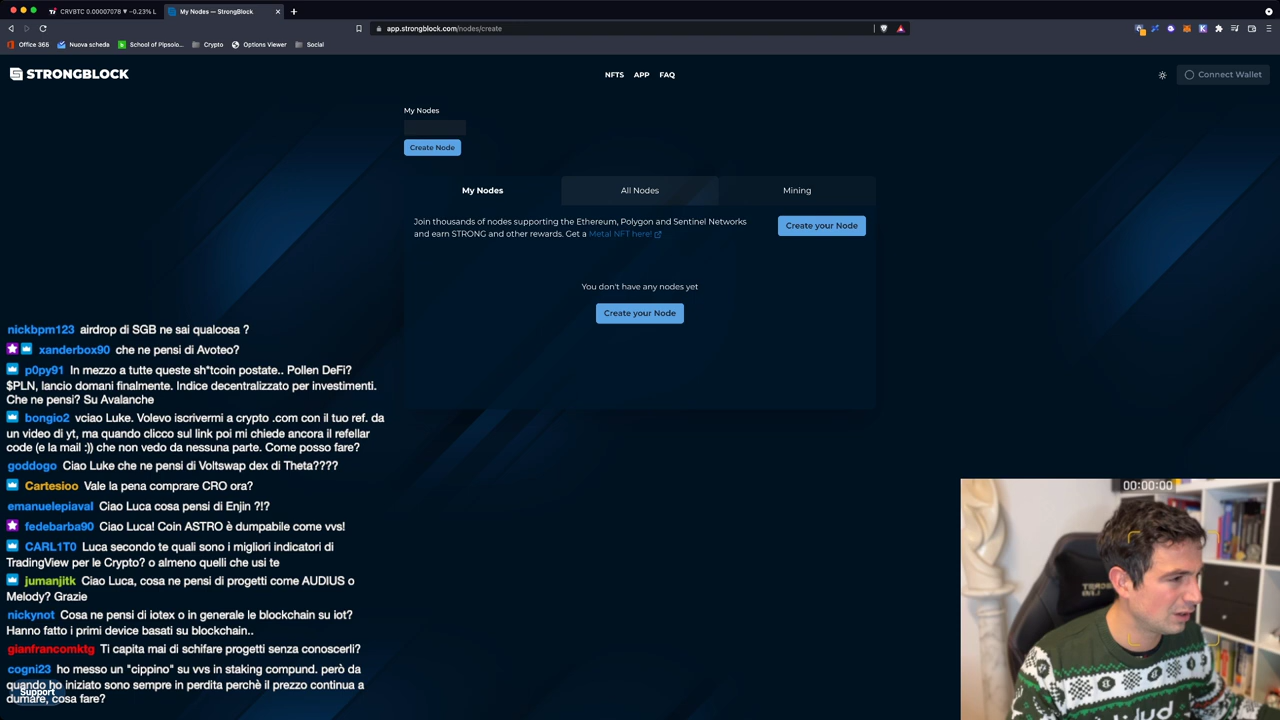 CRVBTC 0.00007078 ▼ −0.23% L
My Nodes — StrongBlock
app.strongblock.com/nodes/create
Office 365
Nuova scheda
School of Pipsolo...
Crypto
Options Viewer
Social
STRONGBLOCK
NFTS
APP
FAQ
Connect Wallet
My Nodes
Create Node
My Nodes
All Nodes
Mining
Join thousands of nodes supporting the Ethereum, Polygon and Sentinel Networks
and earn STRONG and other rewards. Get a Metal NFT here!
Create your Node
You don't have any nodes yet
Create your Node
nickbpm123 airdrop di SGB ne sai qualcosa ?
xanderbox90 che ne pensi di Avoteo?
p0py91 In mezzo a tutte queste sh*tcoin postate.. Pollen DeFi?
$PLN, lancio domani finalmente. Indice decentralizzato per investimenti.
Che ne pensi? Su Avalanche
bongio2 vciao Luke. Volevo iscrivermi a crypto .com con il tuo ref. da
un video di yt, ma quando clicco sul link poi mi chiede ancora il refellar
code (e la mail :)) che non vedo da nessuna parte. Come posso fare?
goddogo Ciao Luke che ne pensi di Voltswap dex di Theta????
Cartesioo Vale la pena comprare CRO ora?
emanuelepiaval Ciao Luca cosa pensi di Enjin ?!?
fedebarba90 Ciao Luca! Coin ASTRO è dumpabile come vvs!
CARL1T0 Luca secondo te quali sono i migliori indicatori di
TradingView per le Crypto? o almeno quelli che usi te
jumanjitk Ciao Luca, cosa ne pensi di progetti come AUDIUS o
Melody? Grazie
nickynot Cosa ne pensi di iotex o in generale le blockchain su iot?
Hanno fatto i primi device basati su blockchain..
gianfrancomktg Ti capita mai di schifare progetti senza conoscerli?
cogni23 ho messo un "cippino" su vvs in staking compund. però da
quando ho iniziato sono sempre in perdita perchè il prezzo continua a
dumare, cosa fare?
Support
00:00:00